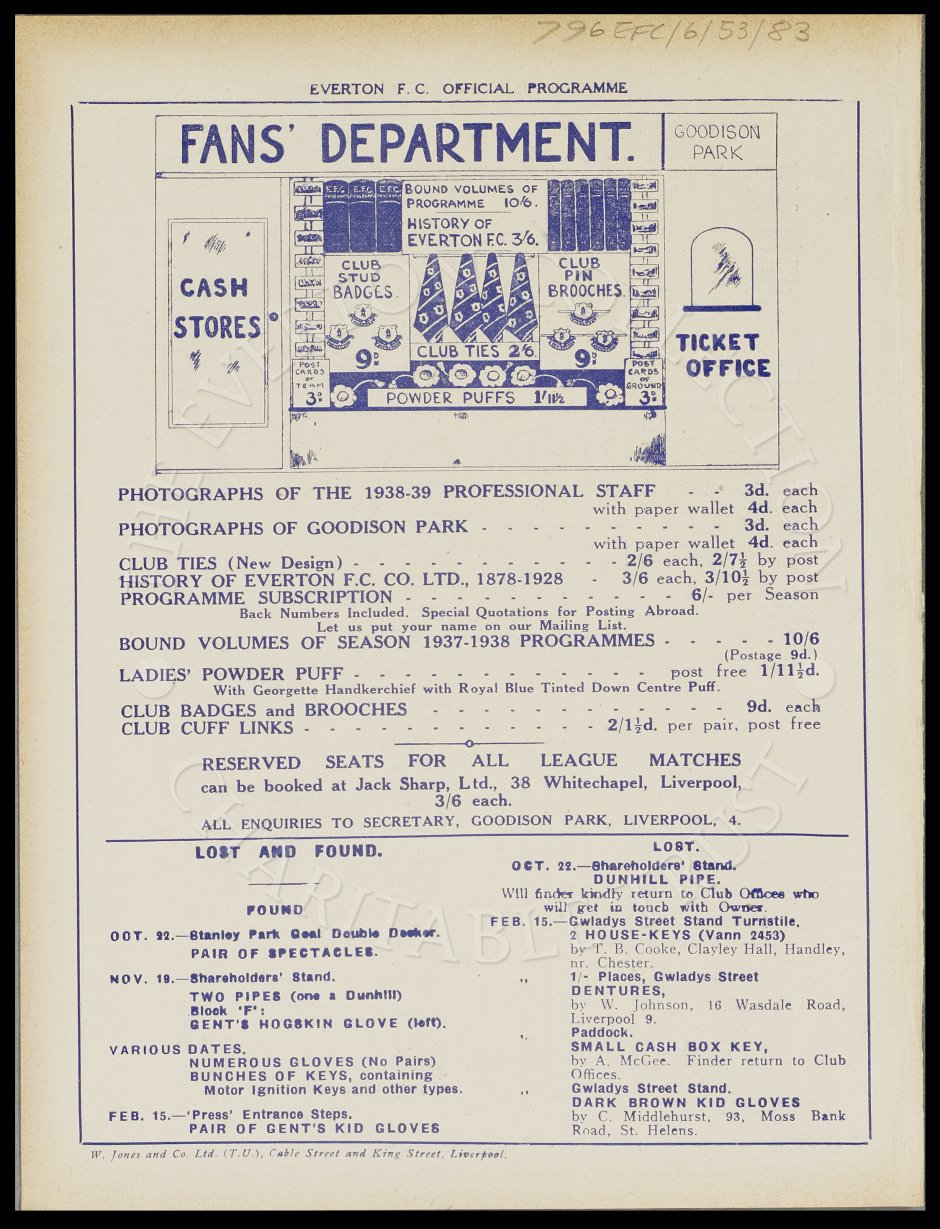 796 EFC/6/53/83
EVERTON F.C. OFFICIAL PROGRAMME
FANS' DEPARTMENT.
GOODISON
PARK
E.F.C. E.F.C. E.F.C.
BOUND VOLUMES OF
PROGRAMME 10/6.
HISTORY OF
EVERTON F.C. 3/6.
CASH
STORES
CLUB
STUD
BADGES.
9D
CLUB TIES 2/6.
CLUB
PIN
BROOCHES.
9D
TICKET
OFFICE
POST
CARDS
OF
TEAM
3D
POWDER PUFFS 1/11½
POST
CARDS
OF
GROUND
3D
PHOTOGRAPHS OF THE 1938-39 PROFESSIONAL STAFF - - 3d. each
with paper wallet 4d. each
PHOTOGRAPHS OF GOODISON PARK - - - - - - - - - - 3d. each
with paper wallet 4d. each
CLUB TIES (New Design) - - - - - - - - - - - - 2/6 each, 2/7½ by post
HISTORY OF EVERTON F.C. CO. LTD., 1878-1928 - 3/6 each, 3/10½ by post
PROGRAMME SUBSCRIPTION - - - - - - - - - - - 6/- per Season
Back Numbers Included. Special Quotations for Posting Abroad.
Let us put your name on our Mailing List.
BOUND VOLUMES OF SEASON 1937-1938 PROGRAMMES - - - - - 10/6
(Postage 9d.)
LADIES' POWDER PUFF - - - - - - - - - - - - post free 1/11½d.
With Georgette Handkerchief with Royal Blue Tinted Down Centre Puff.
CLUB BADGES and BROOCHES - - - - - - - - - - - - 9d. each
CLUB CUFF LINKS - - - - - - - - - - - - 2/1½d. per pair, post free
RESERVED SEATS FOR ALL LEAGUE MATCHES
can be booked at Jack Sharp, Ltd., 38 Whitechapel, Liverpool,
3/6 each.
ALL ENQUIRIES TO SECRETARY, GOODISON PARK, LIVERPOOL, 4.
LOST AND FOUND.
FOUND
OCT. 22.—Stanley Park Goal Double Decker.
PAIR OF SPECTACLES.
NOV. 19.—Shareholders' Stand.
TWO PIPES (one a Dunhill)
Block 'F':
GENT'S HOGSKIN GLOVE (left).
VARIOUS DATES.
NUMEROUS GLOVES (No Pairs)
BUNCHES OF KEYS, containing
Motor Ignition Keys and other types.
FEB. 15.—'Press' Entrance Steps.
PAIR OF GENT'S KID GLOVES
LOST.
OCT. 22.—Shareholders' Stand.
DUNHILL PIPE.
Will finder kindly return to Club Offices who
will get in touch with Owner.
FEB. 15.—Gwladys Street Stand Turnstile.
2 HOUSE-KEYS (Vann 2453)
by T. B. Cooke, Clayley Hall, Handley,
nr. Chester.
,, 1/- Places, Gwladys Street
DENTURES,
by W. Johnson, 16 Wasdale Road,
Liverpool 9.
,, Paddock.
SMALL CASH BOX KEY,
by A. McGee. Finder return to Club
Offices.
,, Gwladys Street Stand.
DARK BROWN KID GLOVES
by C. Middlehurst, 93, Moss Bank
Road, St. Helens.
W. Jones and Co. Ltd. (T.U.), Cable Street and King Street, Liverpool.
THE EVERTON COLLECTION
CHARITABLE TRUST